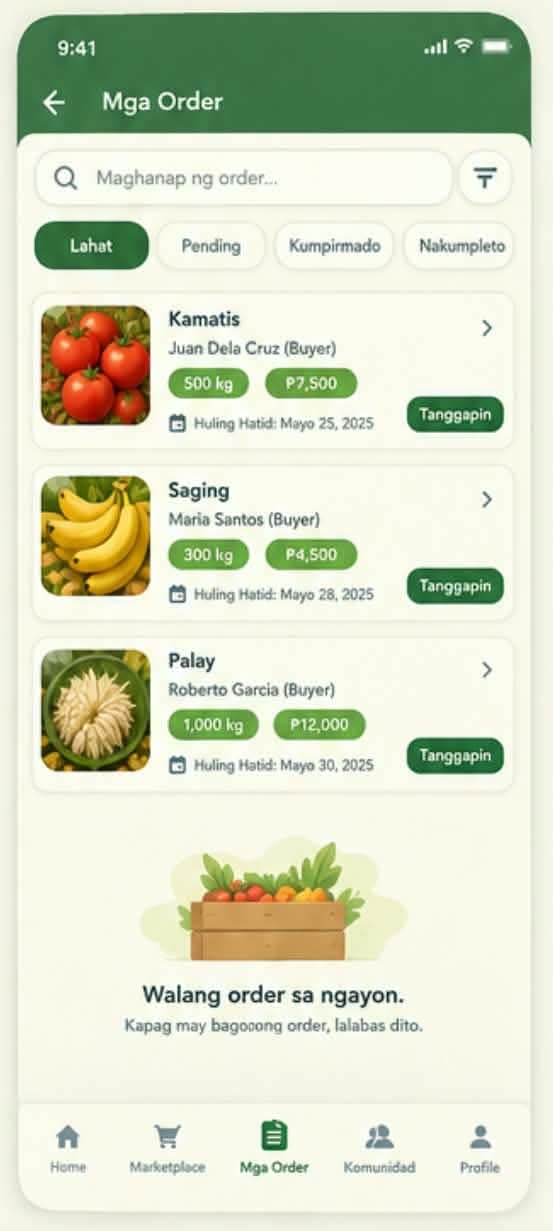 9:41
Mga Order
Maghanap ng order...
Lahat Pending Kumpirmado Nakumpleto
Kamatis
Juan Dela Cruz (Buyer)
500 kg ₱7,500
Huling Hatid: Mayo 25, 2025
Tanggapin
Saging
Maria Santos (Buyer)
300 kg ₱4,500
Huling Hatid: Mayo 28, 2025
Tanggapin
Palay
Roberto Garcia (Buyer)
1,000 kg ₱12,000
Huling Hatid: Mayo 30, 2025
Tanggapin
Walang order sa ngayon.
Kapag may bagooong order, lalabas dito.
Home Marketplace Mga Order Komunidad Profile